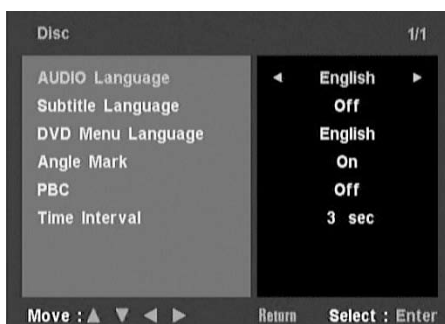 Disc 1/1
AUDIO Language ◄ English ►
Subtitle Language Off
DVD Menu Language English
Angle Mark On
PBC Off
Time Interval 3 sec
Move : ▲ ▼ ◄ ► Return Select : Enter